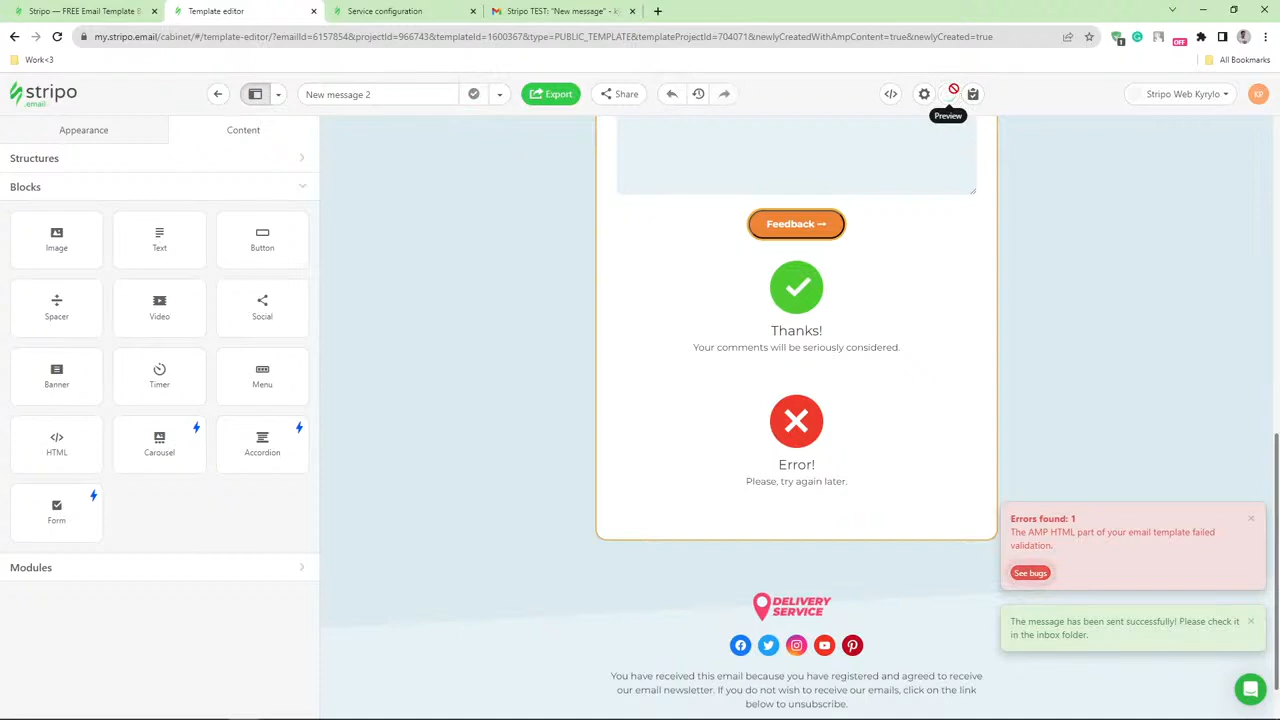 Stripo — FREE Email Template B
Template editor
Service configuration
Stripo TEST: "New message" - k
my.stripo.email/cabinet/#/template-editor/?emailId=6157854&projectId=966743&templateId=1600367&type=PUBLIC_TEMPLATE&templateProjectId=704071&newlyCreatedWithAmpContent=true&newlyCreated=true
1
OFF
Work<3
All Bookmarks
stripo
.email
New message 2
Export
Share
Stripo Web Kyrylo
KP
Preview
Appearance
Content
Structures
Blocks
Image
Text
Button
Spacer
Video
Social
Banner
Timer
Menu
HTML
Carousel
Accordion
Form
Modules
Feedback →
Thanks!
Your comments will be seriously considered.
Error!
Please, try again later.
DELIVERY
SERVICE
You have received this email because you have registered and agreed to receive
our email newsletter. If you do not wish to receive our emails, click on the link
below to unsubscribe.
Errors found: 1
The AMP HTML part of your email template failed
validation.
See bugs
The message has been sent successfully! Please check it
in the inbox folder.